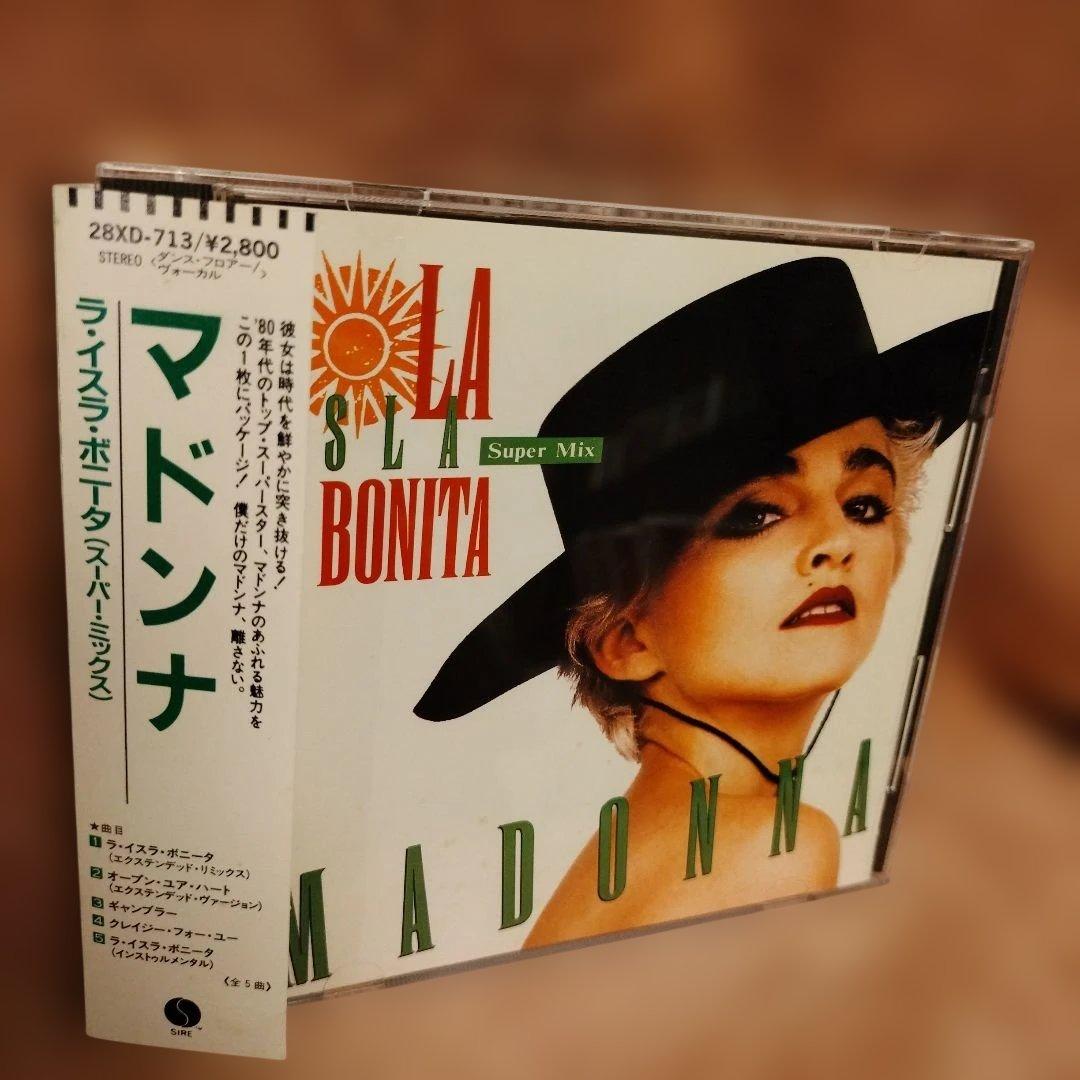 28XD-713/¥2,800
STEREO〈ダンス・フロアー/ヴォーカル〉
マドンナ
ラ・イスラ・ボニータ(スーパー・ミックス)
彼女は時代を鮮やかに突き抜ける!
'80年代のトップ・スーパースター、マドンナのあふれる魅力を
この1枚にパッケージ! 僕だけのマドンナ、離さない。
★曲目
1 ラ・イスラ・ボニータ
(エクステンデッド・リミックス)
2 オープン・ユア・ハート
(エクステンデッド・ヴァージョン)
3 ギャンブラー
4 クレイジー・フォー・ユー
5 ラ・イスラ・ボニータ
(インストゥルメンタル)
〈全5曲〉
SIRE
LA
SLA
BONITA
Super Mix
MADONNA